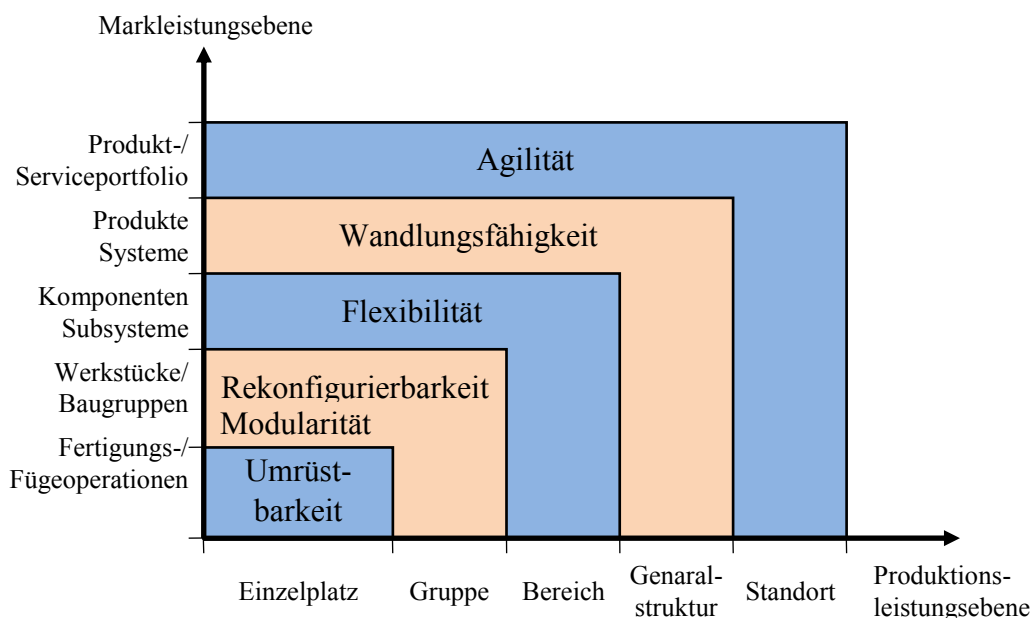 Markleistungsebene
Produkt-/
Serviceportfolio
Agilität
Produkte
Systeme
Wandlungsfähigkeit
Komponenten
Subsysteme
Flexibilität
Werkstücke/
Baugruppen
Rekonfigurierbarkeit
Modularität
Fertigungs-/
Fügeoperationen
Umrüst-
barkeit
Einzelplatz
Gruppe
Bereich
Genaral-
struktur
Standort
Produktions-
leistungsebene